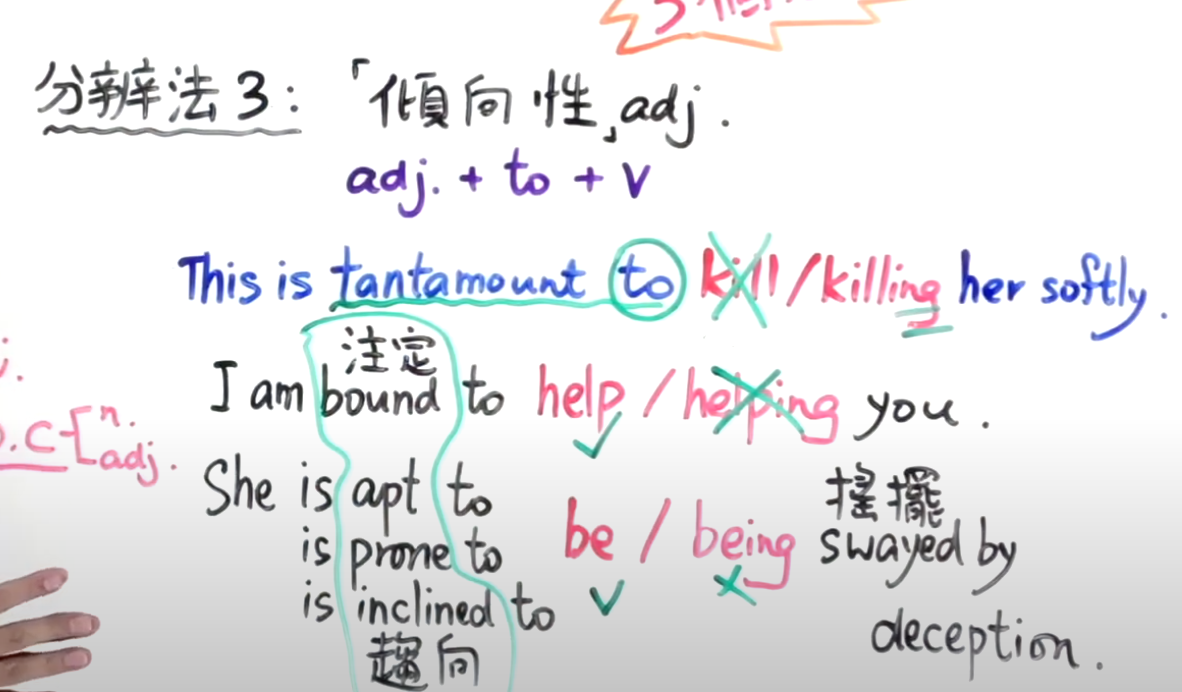 分辨法3:「傾向性」adj.
adj. + to + v
This is tantamount to kill/killing her softly.
注定
I am bound to help/helping you.
n.
adj.
She is apt to
is prone to be / being swayed by
搖擺
is inclined to
deception.
趨向